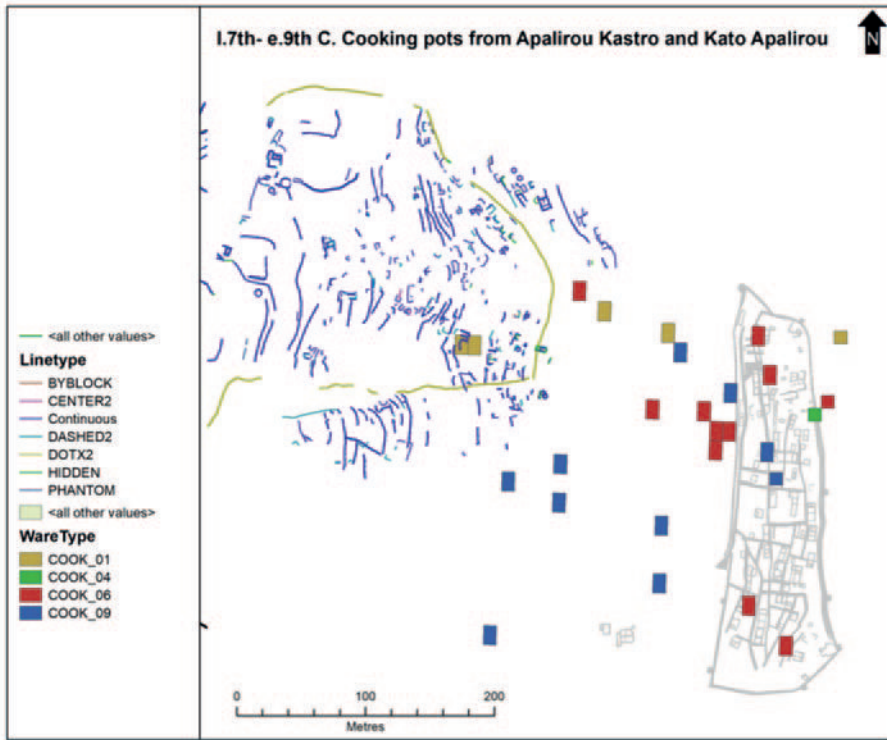 l.7th- e.9th C. Cooking pots from Apalirou Kastro and Kato Apalirou
N
<all other values>
Linetype
BYBLOCK
CENTER2
Continuous
DASHED2
DOTX2
HIDDEN
PHANTOM
<all other values>
WareType
COOK_01
COOK_04
COOK_06
COOK_09
0 100 200
Metres